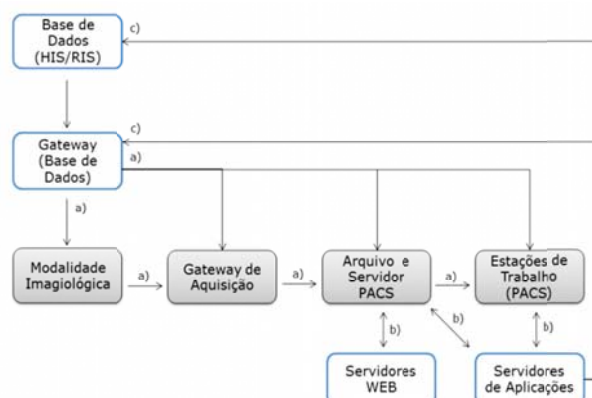 Base de
Dados
(HIS/RIS)
c)
Gateway
(Base de
Dados)
c)
a)
a)
Modalidade
Imagiológica
a)
Gateway de
Aquisição
a)
Arquivo e
Servidor
PACS
a)
Estações de
Trabalho
(PACS)
b)
b)
b)
Servidores
WEB
Servidores
de Aplicações